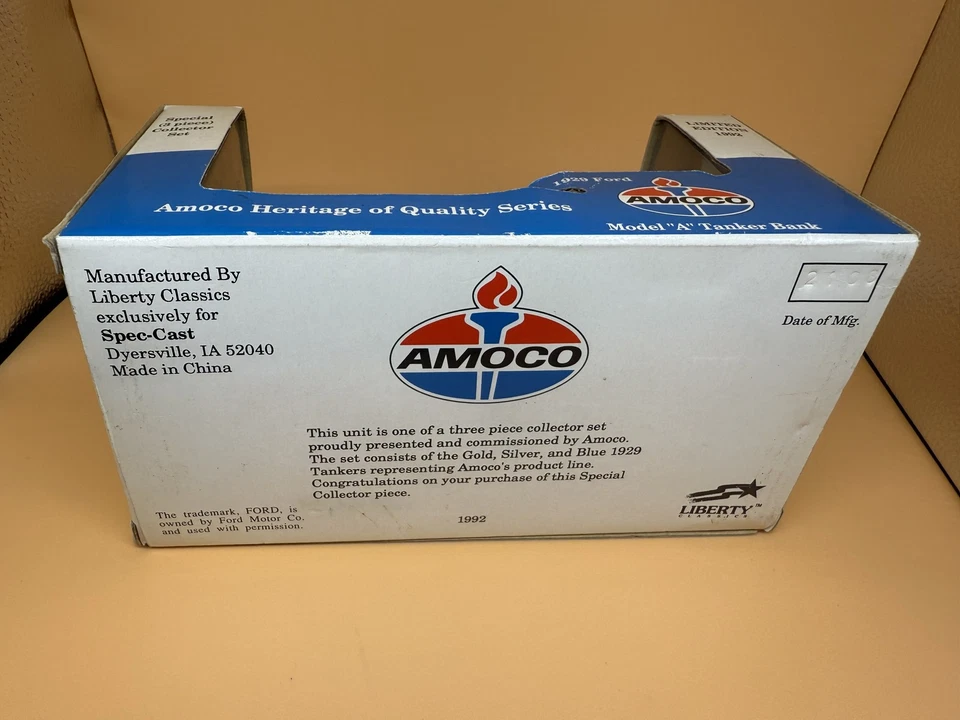 Special
(3 piece)
Collector
Set
LIMITED
EDITION
1992
1929 Ford
AMOCO
Amoco Heritage of Quality Series
Model "A" Tanker Bank
Manufactured By
Liberty Classics
exclusively for
Spec-Cast
Dyersville, IA 52040
Made in China
AMOCO
Date of Mfg.
This unit is one of a three piece collector set
proudly presented and commissioned by Amoco.
The set consists of the Gold, Silver, and Blue 1929
Tankers representing Amoco's product line.
Congratulations on your purchase of this Special
Collector piece.
The trademark, FORD, is
owned by Ford Motor Co.
and used with permission.
1992
LIBERTY™
CLASSICS